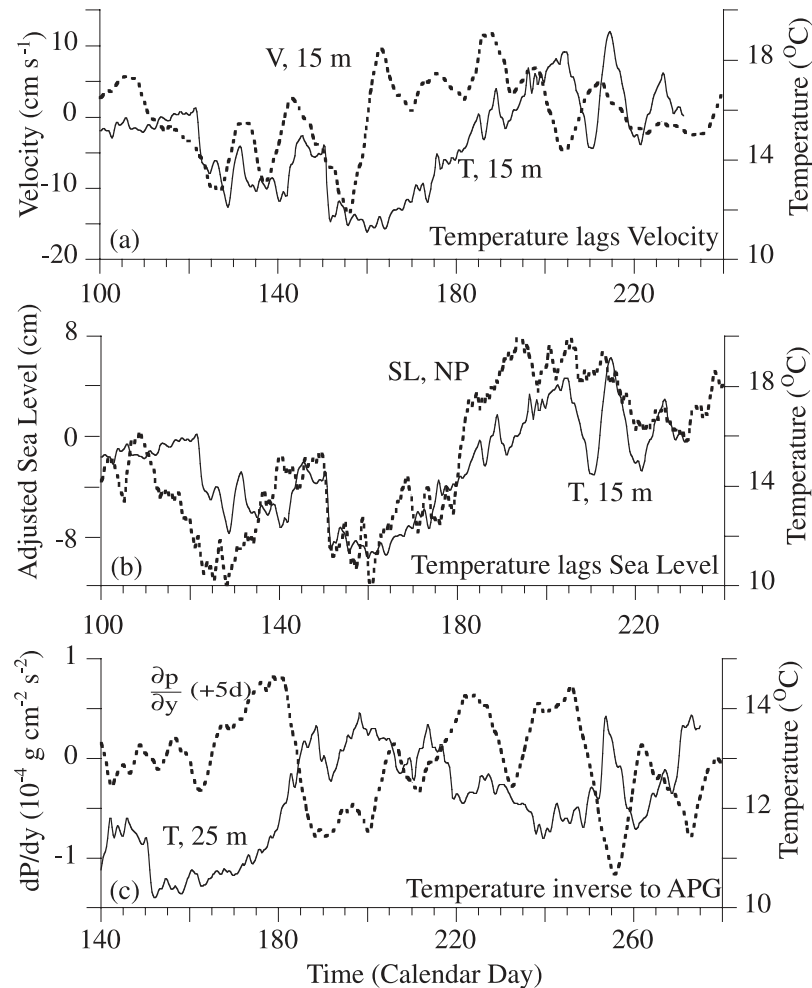 10
0
-10
-20
Velocity (cm s⁻¹)
V, 15 m
T, 15 m
(a)
Temperature lags Velocity
18
16
14
12
10
Temperature (°C)
100
140
180
220
8
0
-8
Adjusted Sea Level (cm)
SL, NP
T, 15 m
(b)
Temperature lags Sea Level
18
15
10
Temperature (°C)
100
140
180
220
1
0
-1
dP/dy (10⁻⁴ g cm⁻² s⁻²)
∂p
∂y (+5d)
T, 25 m
(c)
Temperature inverse to APG
14
12
10
Temperature (°C)
140
180
220
260
Time (Calendar Day)